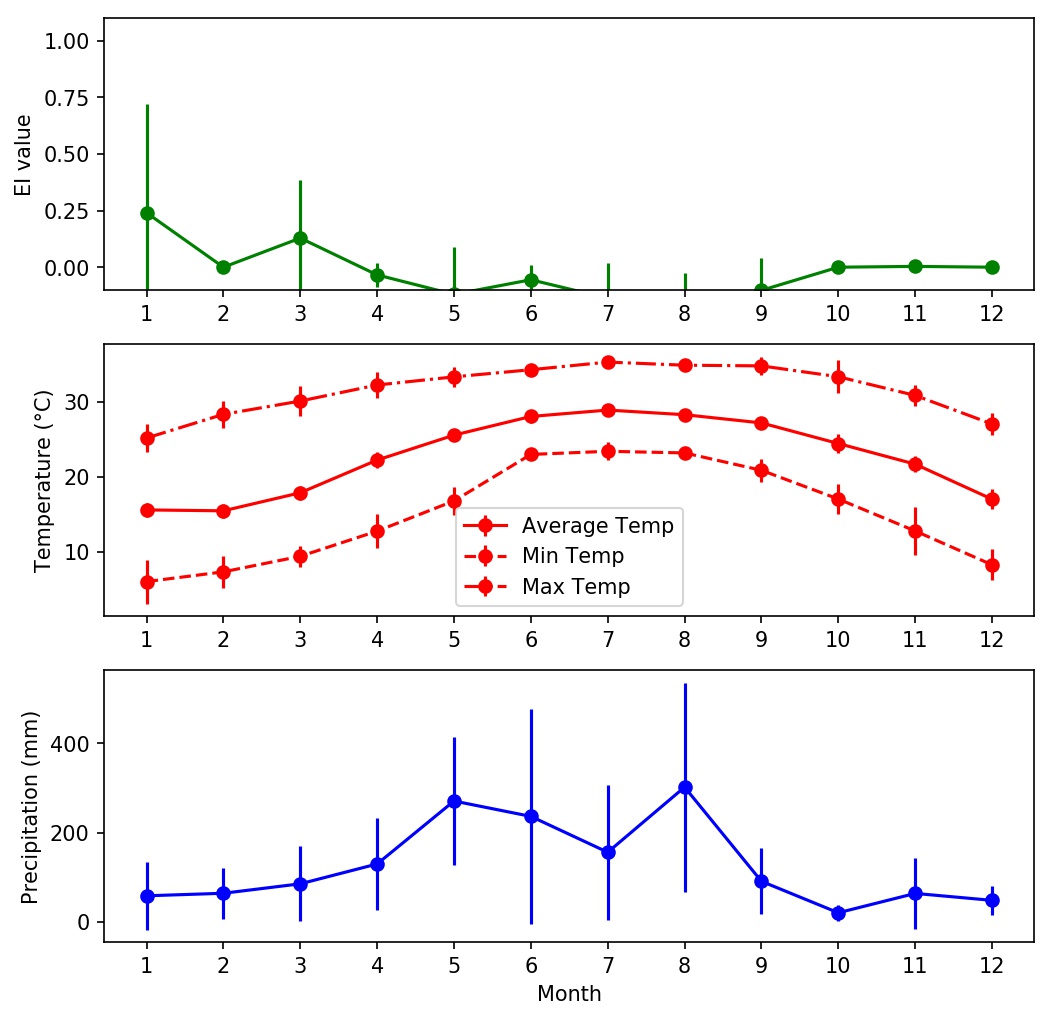 EI value
1.00
0.75
0.50
0.25
0.00
1 2 3 4 5 6 7 8 9 10 11 12
Temperature (°C)
30
20
10
Average Temp
Min Temp
Max Temp
1 2 3 4 5 6 7 8 9 10 11 12
Precipitation (mm)
400
200
0
1 2 3 4 5 6 7 8 9 10 11 12
Month